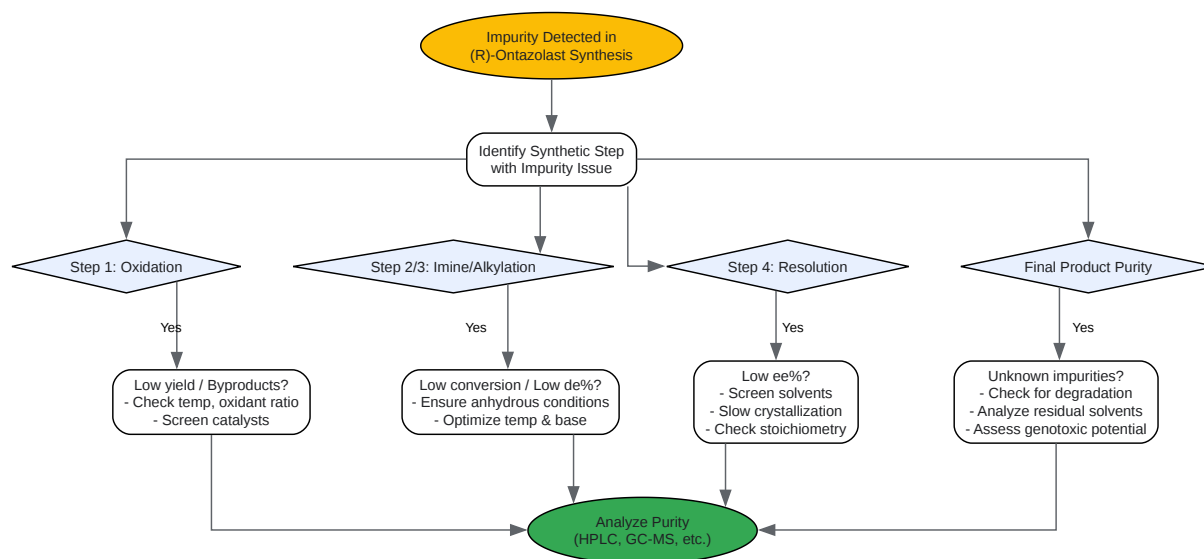 Impurity Detected in
(R)-Ontazolast Synthesis
Identify Synthetic Step
with Impurity Issue
Step 1: Oxidation
Step 2/3: Imine/Alkylation
Step 4: Resolution
Final Product Purity
Yes
Yes
Yes
Yes
Low yield / Byproducts?
- Check temp, oxidant ratio
- Screen catalysts
Low conversion / Low de%?
- Ensure anhydrous conditions
- Optimize temp & base
Low ee%?
- Screen solvents
- Slow crystallization
- Check stoichiometry
Unknown impurities?
- Check for degradation
- Analyze residual solvents
- Assess genotoxic potential
Analyze Purity
(HPLC, GC-MS, etc.)